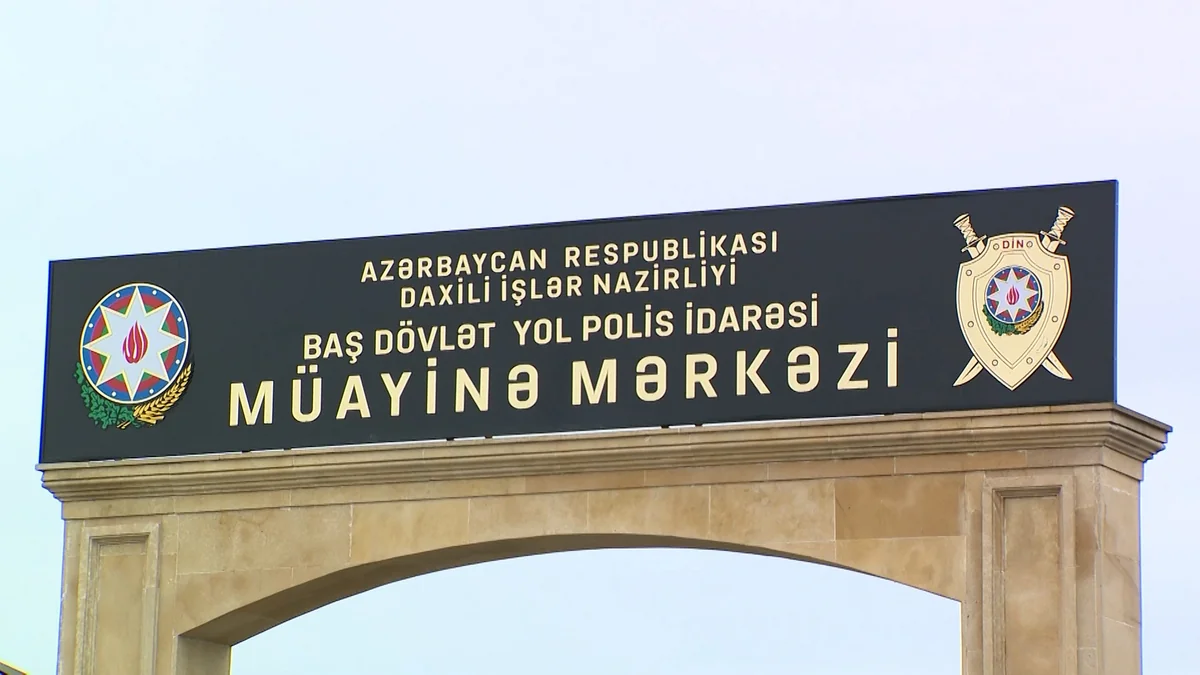 AZƏRBAYCAN RESPUBLİKASI
DAXİLİ İŞLƏR NAZİRLİYİ
BAŞ DÖVLƏT YOL POLİS İDARƏSİ
MÜAYİNƏ MƏRKƏZİ
DİN